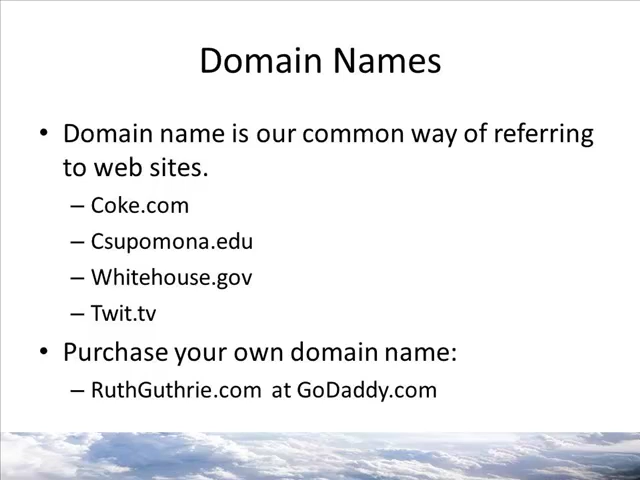 Domain Names
• Domain name is our common way of referring
to web sites.
– Coke.com
– Csupomona.edu
– Whitehouse.gov
– Twit.tv
• Purchase your own domain name:
– RuthGuthrie.com at GoDaddy.com